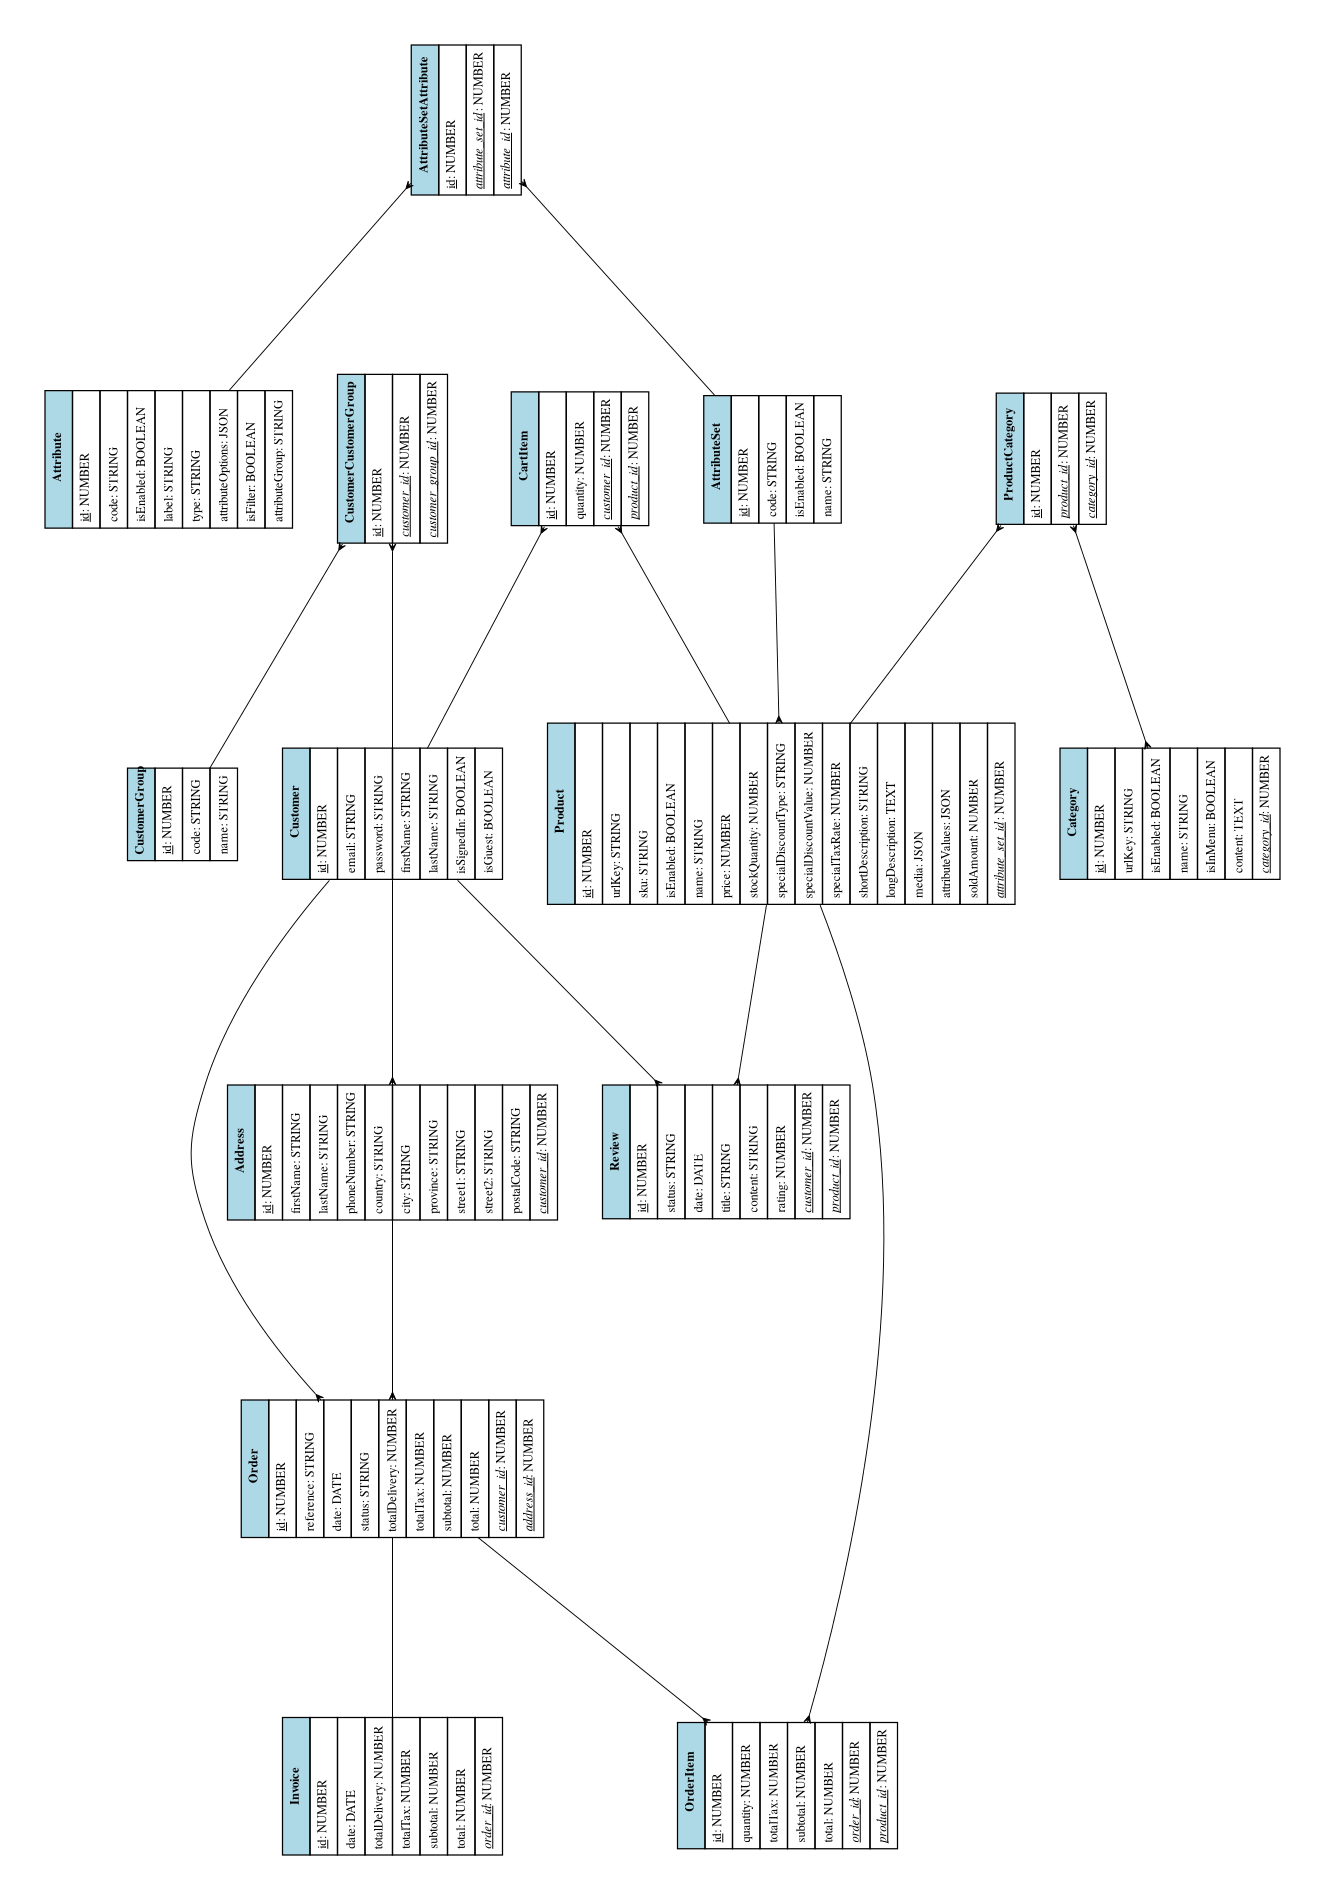 AttributeSetAttribute
id: NUMBER
attribute_set_id: NUMBER
attribute_id: NUMBER
Attribute
id: NUMBER
code: STRING
isEnabled: BOOLEAN
label: STRING
type: STRING
attributeOptions: JSON
isFilter: BOOLEAN
attributeGroup: STRING
CustomerCustomerGroup
id: NUMBER
customer_id: NUMBER
customer_group_id: NUMBER
CartItem
id: NUMBER
quantity: NUMBER
customer_id: NUMBER
product_id: NUMBER
AttributeSet
id: NUMBER
code: STRING
isEnabled: BOOLEAN
name: STRING
ProductCategory
id: NUMBER
product_id: NUMBER
category_id: NUMBER
CustomerGroup
id: NUMBER
code: STRING
name: STRING
Customer
id: NUMBER
email: STRING
password: STRING
firstName: STRING
lastName: STRING
isSignedIn: BOOLEAN
isGuest: BOOLEAN
Product
id: NUMBER
urlKey: STRING
sku: STRING
isEnabled: BOOLEAN
name: STRING
price: NUMBER
stockQuantity: NUMBER
specialDiscountType: STRING
specialDiscountValue: NUMBER
specialTaxRate: NUMBER
shortDescription: STRING
longDescription: TEXT
media: JSON
attributeValues: JSON
soldAmount: NUMBER
attribute_set_id: NUMBER
Category
id: NUMBER
urlKey: STRING
isEnabled: BOOLEAN
name: STRING
isInMenu: BOOLEAN
content: TEXT
category_id: NUMBER
Address
id: NUMBER
firstName: STRING
lastName: STRING
phoneNumber: STRING
country: STRING
city: STRING
province: STRING
street1: STRING
street2: STRING
postalCode: STRING
customer_id: NUMBER
Review
id: NUMBER
status: STRING
date: DATE
title: STRING
content: STRING
rating: NUMBER
customer_id: NUMBER
product_id: NUMBER
Order
id: NUMBER
reference: STRING
date: DATE
status: STRING
totalDelivery: NUMBER
totalTax: NUMBER
subtotal: NUMBER
total: NUMBER
customer_id: NUMBER
address_id: NUMBER
Invoice
id: NUMBER
date: DATE
totalDelivery: NUMBER
totalTax: NUMBER
subtotal: NUMBER
total: NUMBER
order_id: NUMBER
OrderItem
id: NUMBER
quantity: NUMBER
totalTax: NUMBER
subtotal: NUMBER
total: NUMBER
order_id: NUMBER
product_id: NUMBER